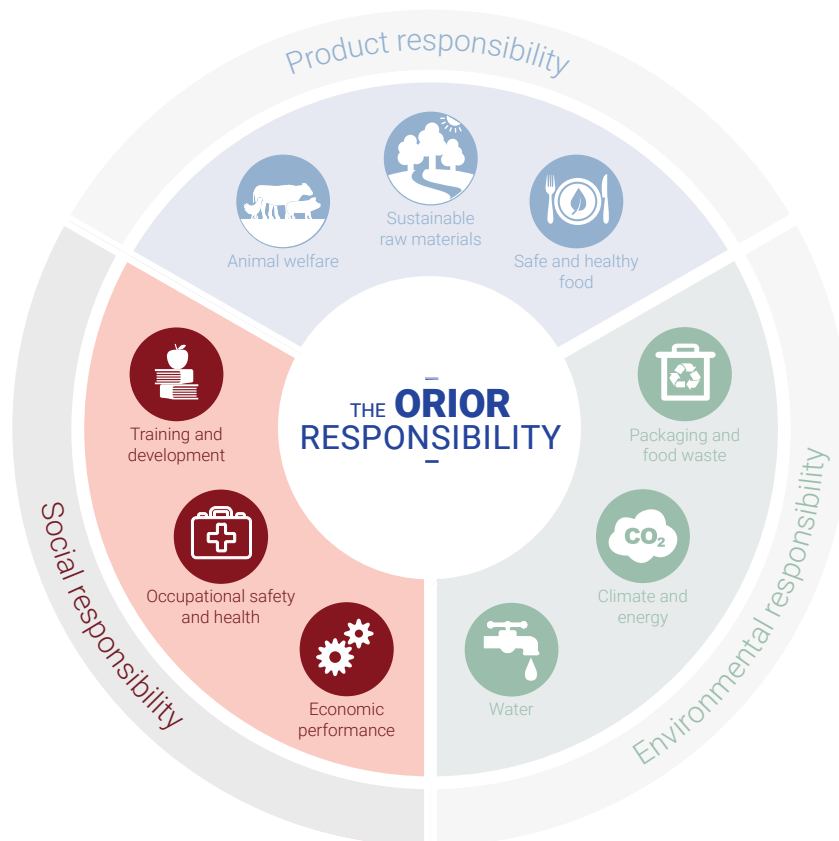 Product responsibility
Animal welfare
Sustainable
raw materials
Safe and healthy
food
THE ORIOR
RESPONSIBILITY
Training and
development
Occupational safety
and health
Economic
performance
Social responsibility
Packaging and
food waste
CO₂
Climate and
energy
Water
Environmental responsibility